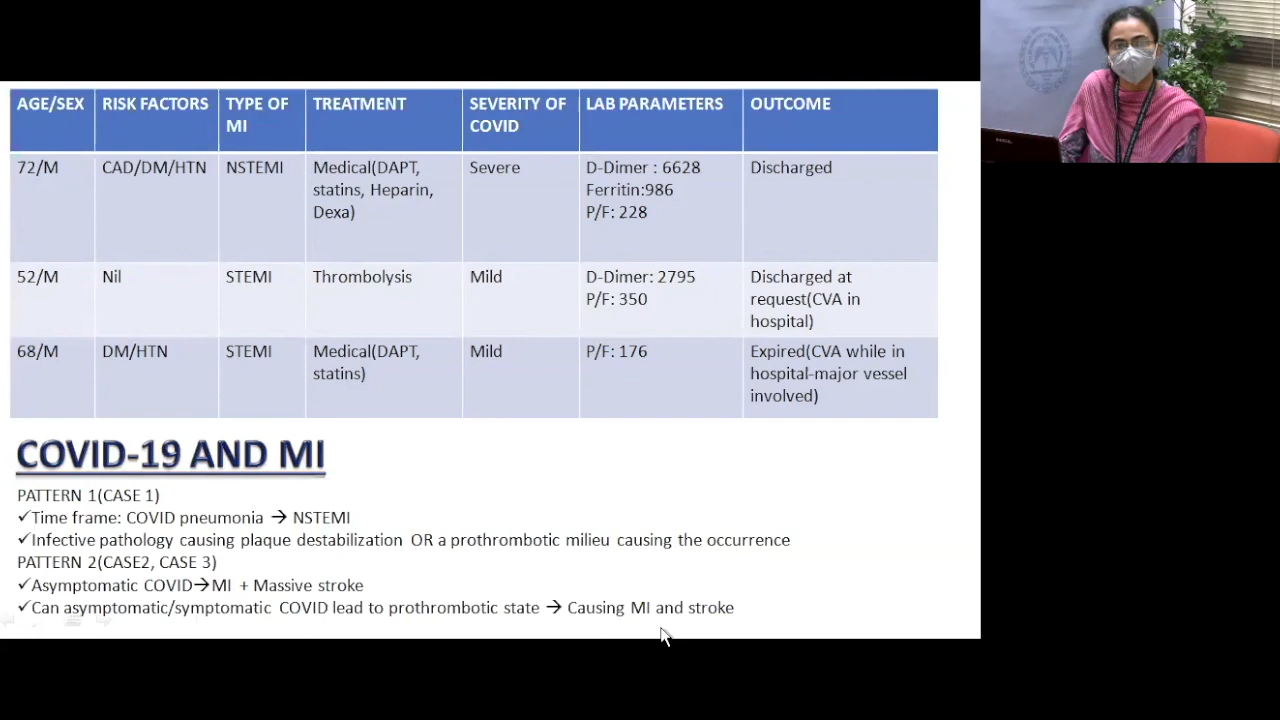 AGE/SEX RISK FACTORS TYPE OF MI TREATMENT SEVERITY OF COVID LAB PARAMETERS OUTCOME
72/M CAD/DM/HTN NSTEMI Medical(DAPT, statins, Heparin, Dexa) Severe D-Dimer : 6628 Ferritin:986 P/F: 228 Discharged
52/M Nil STEMI Thrombolysis Mild D-Dimer: 2795 P/F: 350 Discharged at request(CVA in hospital)
68/M DM/HTN STEMI Medical(DAPT, statins) Mild P/F: 176 Expired(CVA while in hospital-major vessel involved)
COVID-19 AND MI
PATTERN 1(CASE 1)
✓Time frame: COVID pneumonia → NSTEMI
✓Infective pathology causing plaque destabilization OR a prothrombotic milieu causing the occurrence
PATTERN 2(CASE2, CASE 3)
✓Asymptomatic COVID→MI + Massive stroke
✓Can asymptomatic/symptomatic COVID lead to prothrombotic state → Causing MI and stroke